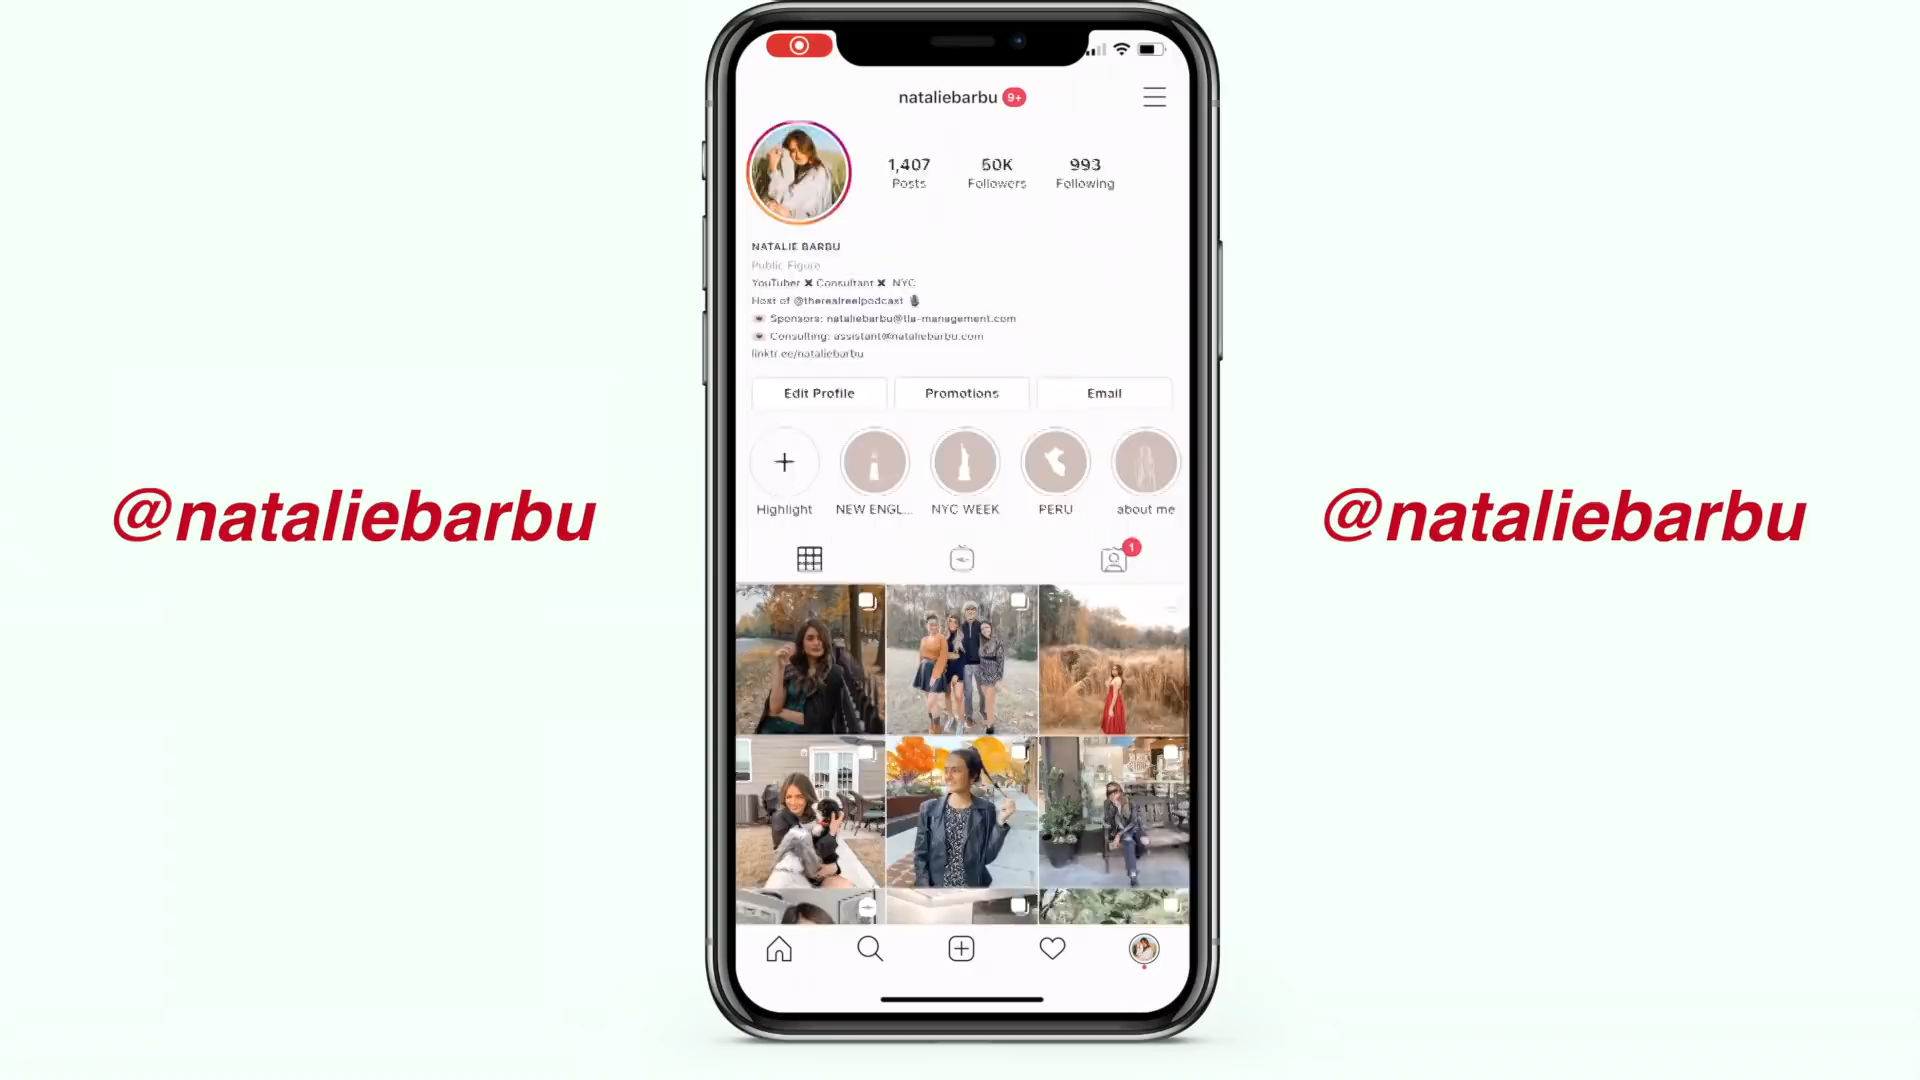 nataliebarbu 9+
1,407 50K 993
Posts Followers Following
NATALIE BARBU
Public Figure
YouTuber ✖ Consultant ✖ NYC
Host of @therealreelpodcast 🎙
💌 Sponsors: nataliebarbu@tla-management.com
💌 Consulting: assistant@nataliebarbu.com
linktr.ee/nataliebarbu
Edit Profile Promotions Email
Highlight NEW ENGL... NYC WEEK PERU about me
1
@nataliebarbu
@nataliebarbu